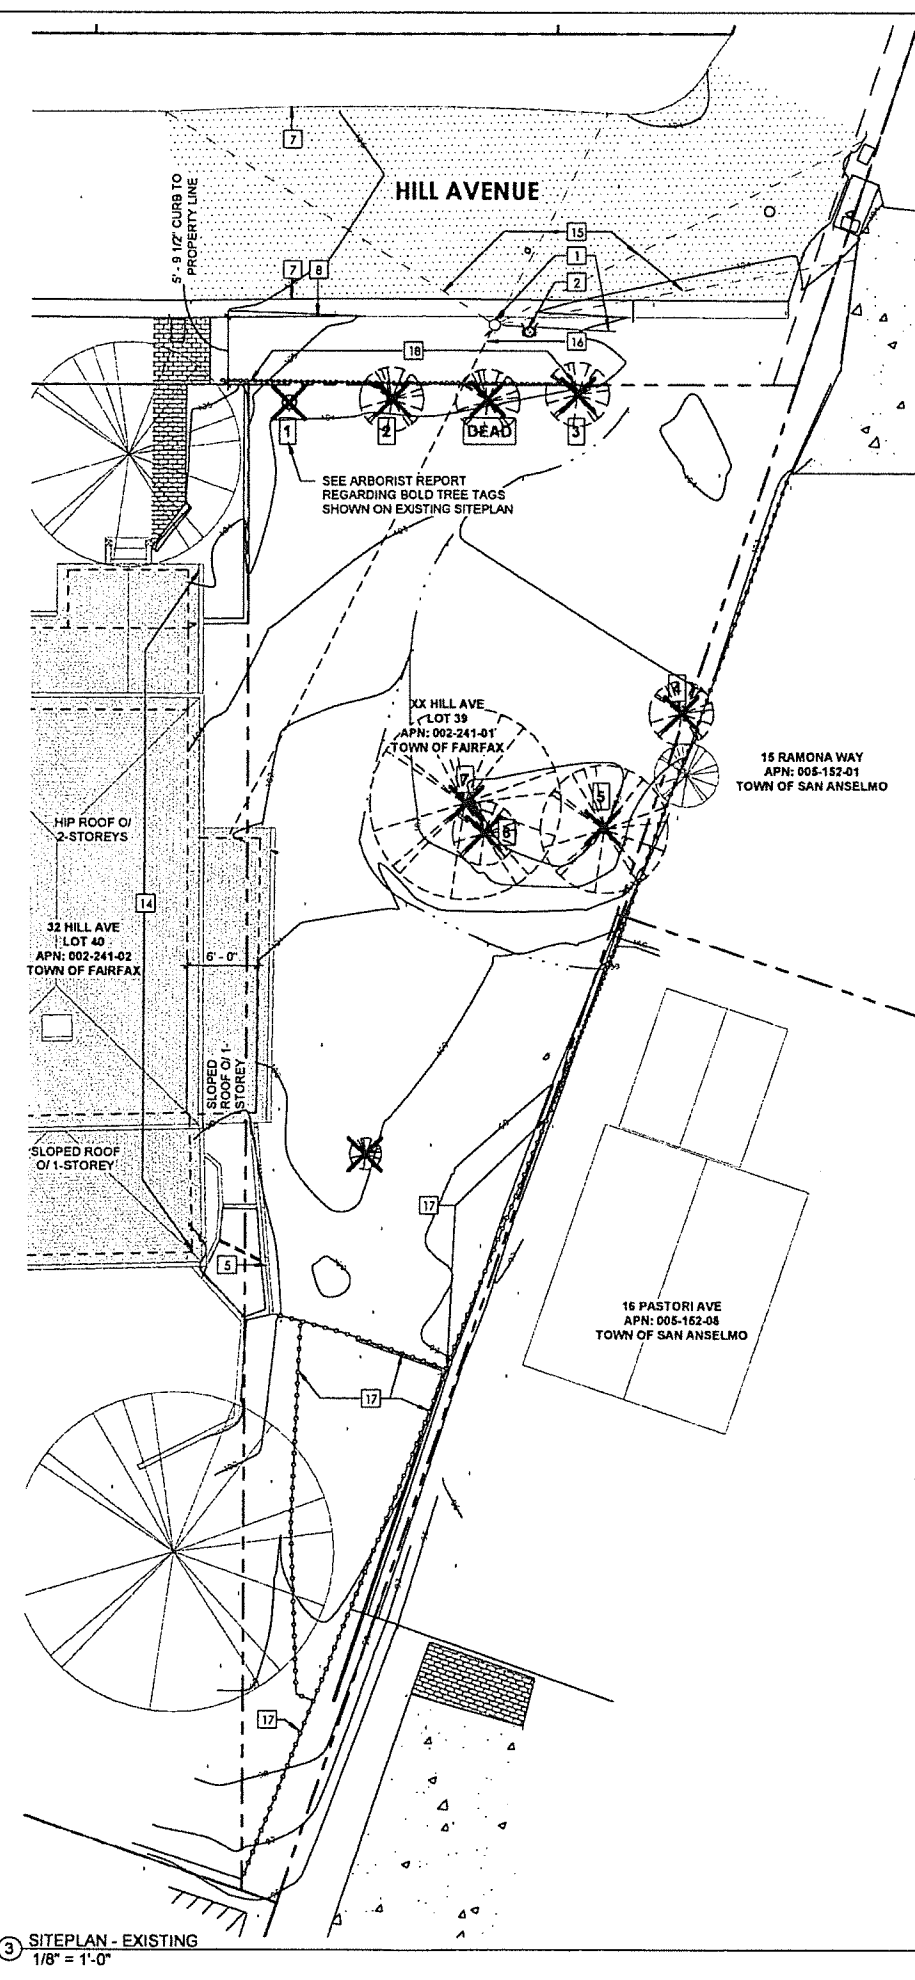 7
HILL AVENUE
5' - 9 1/2" CURB TO
PROPERTY LINE
15
7
8
1
2
16
18
1
2
DEAD
3
SEE ARBORIST REPORT
REGARDING BOLD TREE TAGS
SHOWN ON EXISTING SITEPLAN
4
XX HILL AVE
LOT 39
APN: 002-241-01
TOWN OF FAIRFAX
15 RAMONA WAY
APN: 005-152-01
TOWN OF SAN ANSELMO
7
5
6
HIP ROOF O/
2-STOREYS
14
32 HILL AVE
LOT 40
APN: 002-241-02
TOWN OF FAIRFAX
6' - 0"
SLOPED
ROOF O/ 1-
STOREY
SLOPED ROOF
O/ 1-STOREY
17
5
16 PASTORI AVE
APN: 005-152-08
TOWN OF SAN ANSELMO
17
17
3
SITEPLAN - EXISTING
1/8" = 1'-0"